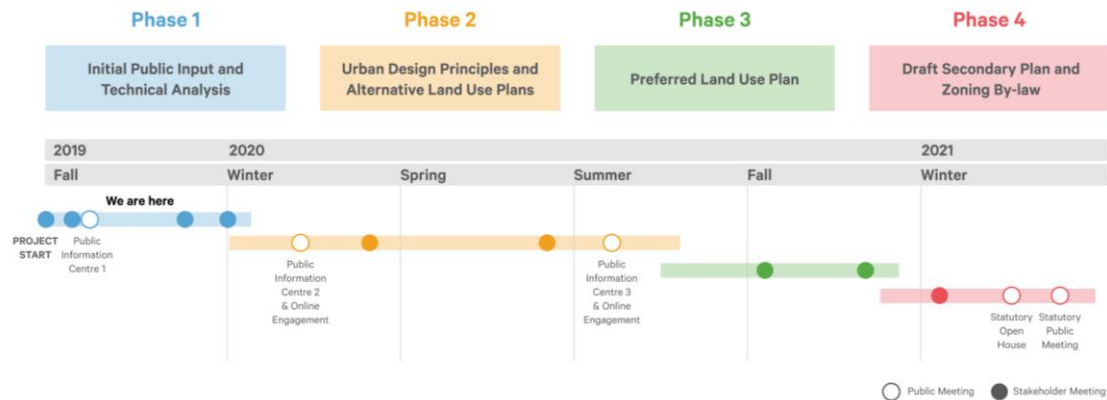 Phase 1
Phase 2
Phase 3
Phase 4
Initial Public Input and
Technical Analysis
Urban Design Principles and
Alternative Land Use Plans
Preferred Land Use Plan
Draft Secondary Plan and
Zoning By-law
2019
2020
2021
Fall
Winter
Spring
Summer
Fall
Winter
We are here
PROJECT
START
Public
Information
Centre 1
Public
Information
Centre 2
& Online
Engagement
Public
Information
Centre 3
& Online
Engagement
Statutory
Open
House
Statutory
Public
Meeting
Public Meeting
Stakeholder Meeting